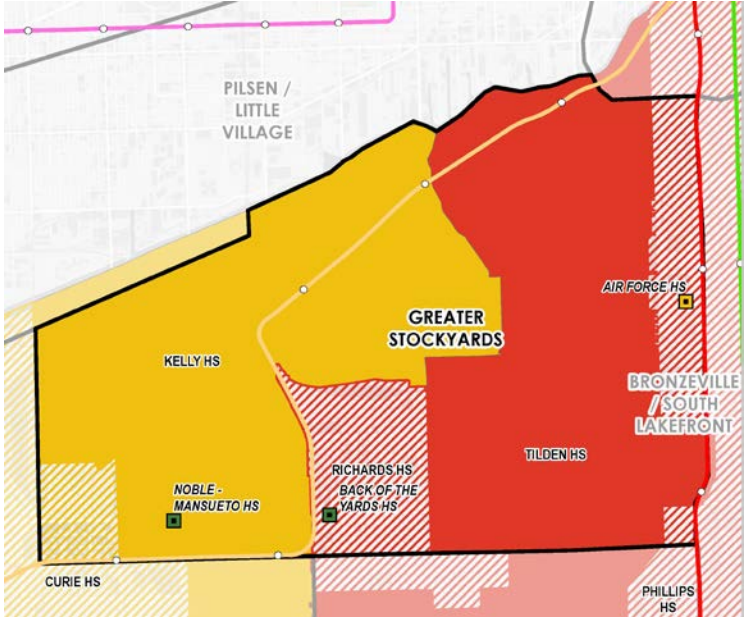 PILSEN /
LITTLE
VILLAGE
AIR FORCE HS
GREATER
STOCKYARDS
KELLY HS
BRONZEVILLE
/ SOUTH
LAKEFRONT
TILDEN HS
RICHARDS HS
NOBLE -
MANSUETO HS
BACK OF THE
YARDS HS
CURIE HS
PHILLIPS
HS